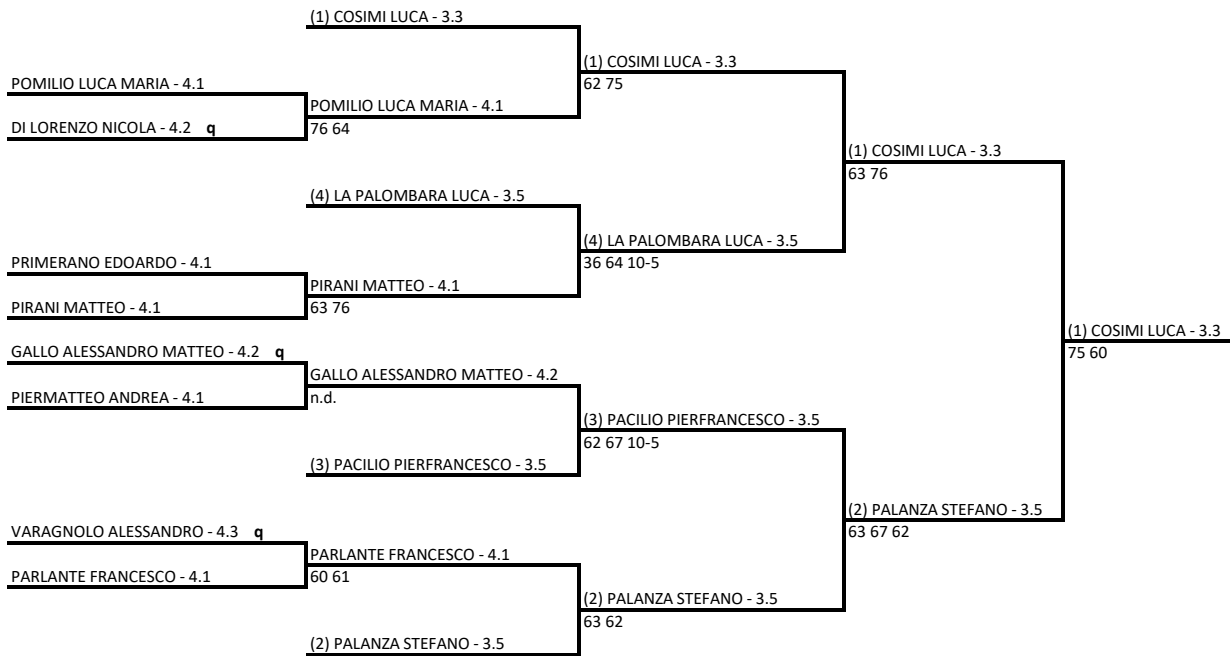 (1) COSIMI LUCA - 3.3
(1) COSIMI LUCA - 3.3
POMILIO LUCA MARIA - 4.1
62 75
POMILIO LUCA MARIA - 4.1
DI LORENZO NICOLA - 4.2 q
76 64
(1) COSIMI LUCA - 3.3
63 76
(4) LA PALOMBARA LUCA - 3.5
(4) LA PALOMBARA LUCA - 3.5
36 64 10-5
PRIMERANO EDOARDO - 4.1
PIRANI MATTEO - 4.1
PIRANI MATTEO - 4.1
63 76
(1) COSIMI LUCA - 3.3
75 60
GALLO ALESSANDRO MATTEO - 4.2 q
GALLO ALESSANDRO MATTEO - 4.2
PIERMATTEO ANDREA - 4.1
n.d.
(3) PACILIO PIERFRANCESCO - 3.5
62 67 10-5
(3) PACILIO PIERFRANCESCO - 3.5
(2) PALANZA STEFANO - 3.5
63 67 62
VARAGNOLO ALESSANDRO - 4.3 q
PARLANTE FRANCESCO - 4.1
PARLANTE FRANCESCO - 4.1
60 61
(2) PALANZA STEFANO - 3.5
63 62
(2) PALANZA STEFANO - 3.5